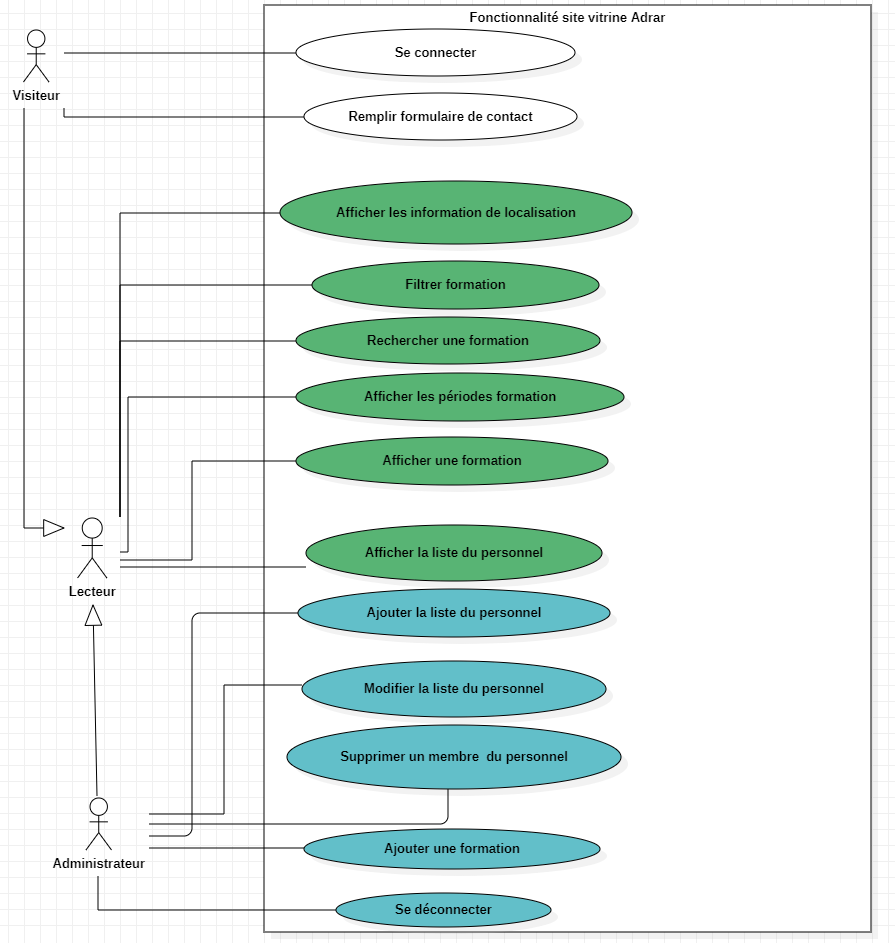 Fonctionnalité site vitrine Adrar
Se connecter
Visiteur
Remplir formulaire de contact
Afficher les information de localisation
Filtrer formation
Rechercher une formation
Afficher les périodes formation
Afficher une formation
Afficher la liste du personnel
Lecteur
Ajouter la liste du personnel
Modifier la liste du personnel
Supprimer un membre du personnel
Ajouter une formation
Administrateur
Se déconnecter